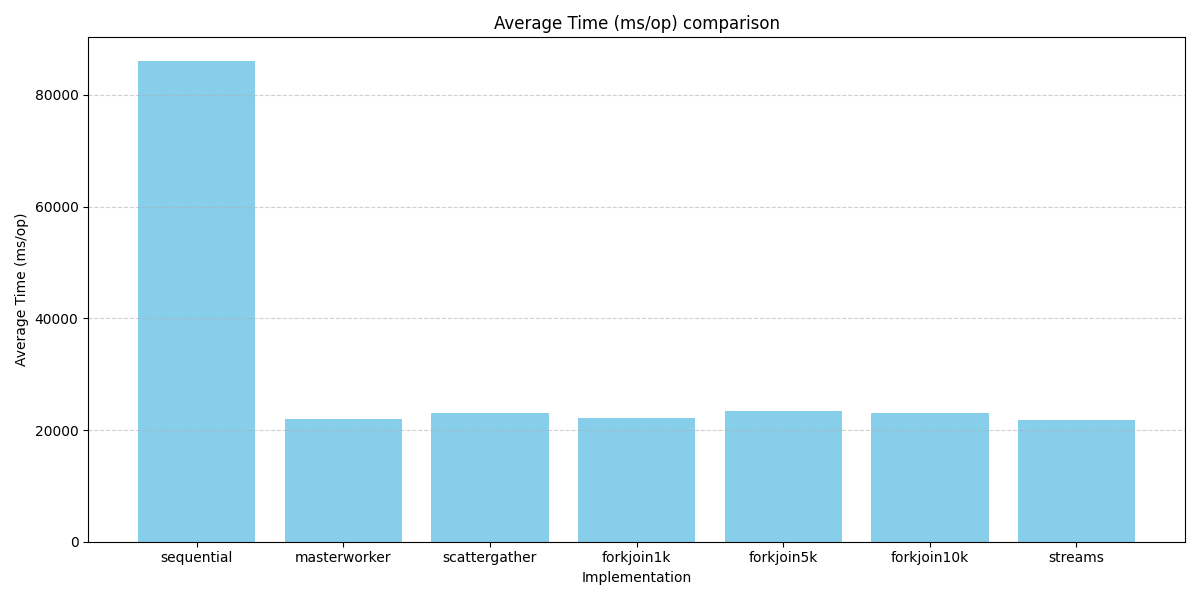 Average Time (ms/op) comparison
Average Time (ms/op)
80000
60000
40000
20000
0
sequential masterworker scattergather forkjoin1k forkjoin5k forkjoin10k streams
Implementation